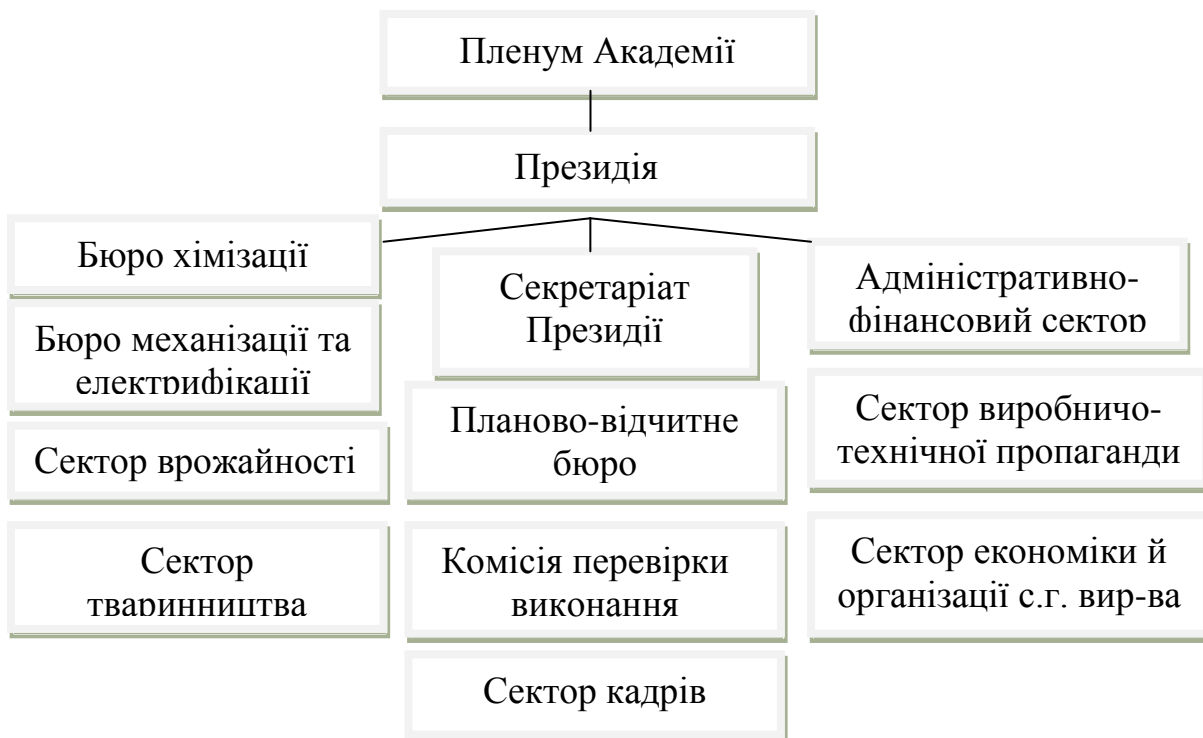 Пленум Академії
Президія
Бюро хімізації
Бюро механізації та
електрифікації
Сектор врожайності
Сектор
тваринництва
Секретаріат
Президії
Планово-відчитне
бюро
Комісія перевірки
виконання
Сектор кадрів
Адміністративно-
фінансовий сектор
Сектор виробничо-
технічної пропаганди
Сектор економіки й
організації с.г. вир-ва